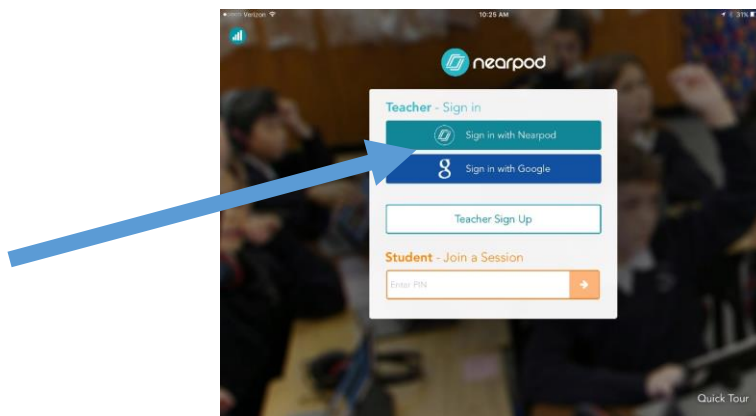 Verizon 10:25 AM 31%
nearpod
Teacher - Sign in
Sign in with Nearpod
Sign in with Google
Teacher Sign Up
Student - Join a Session
Enter PIN
Quick Tour